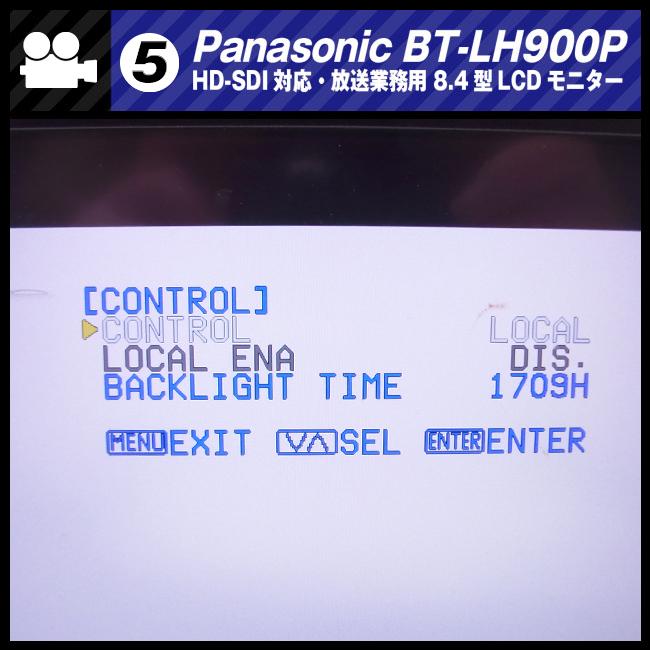 5 Panasonic BT-LH900P
HD-SDI 対応・放送業務用 8.4 型 LCD モニター
[CONTROL]
CONTROL LOCAL
LOCAL ENA DIS.
BACKLIGHT TIME 1709H
MENU EXIT VΛ SEL ENTER ENTER